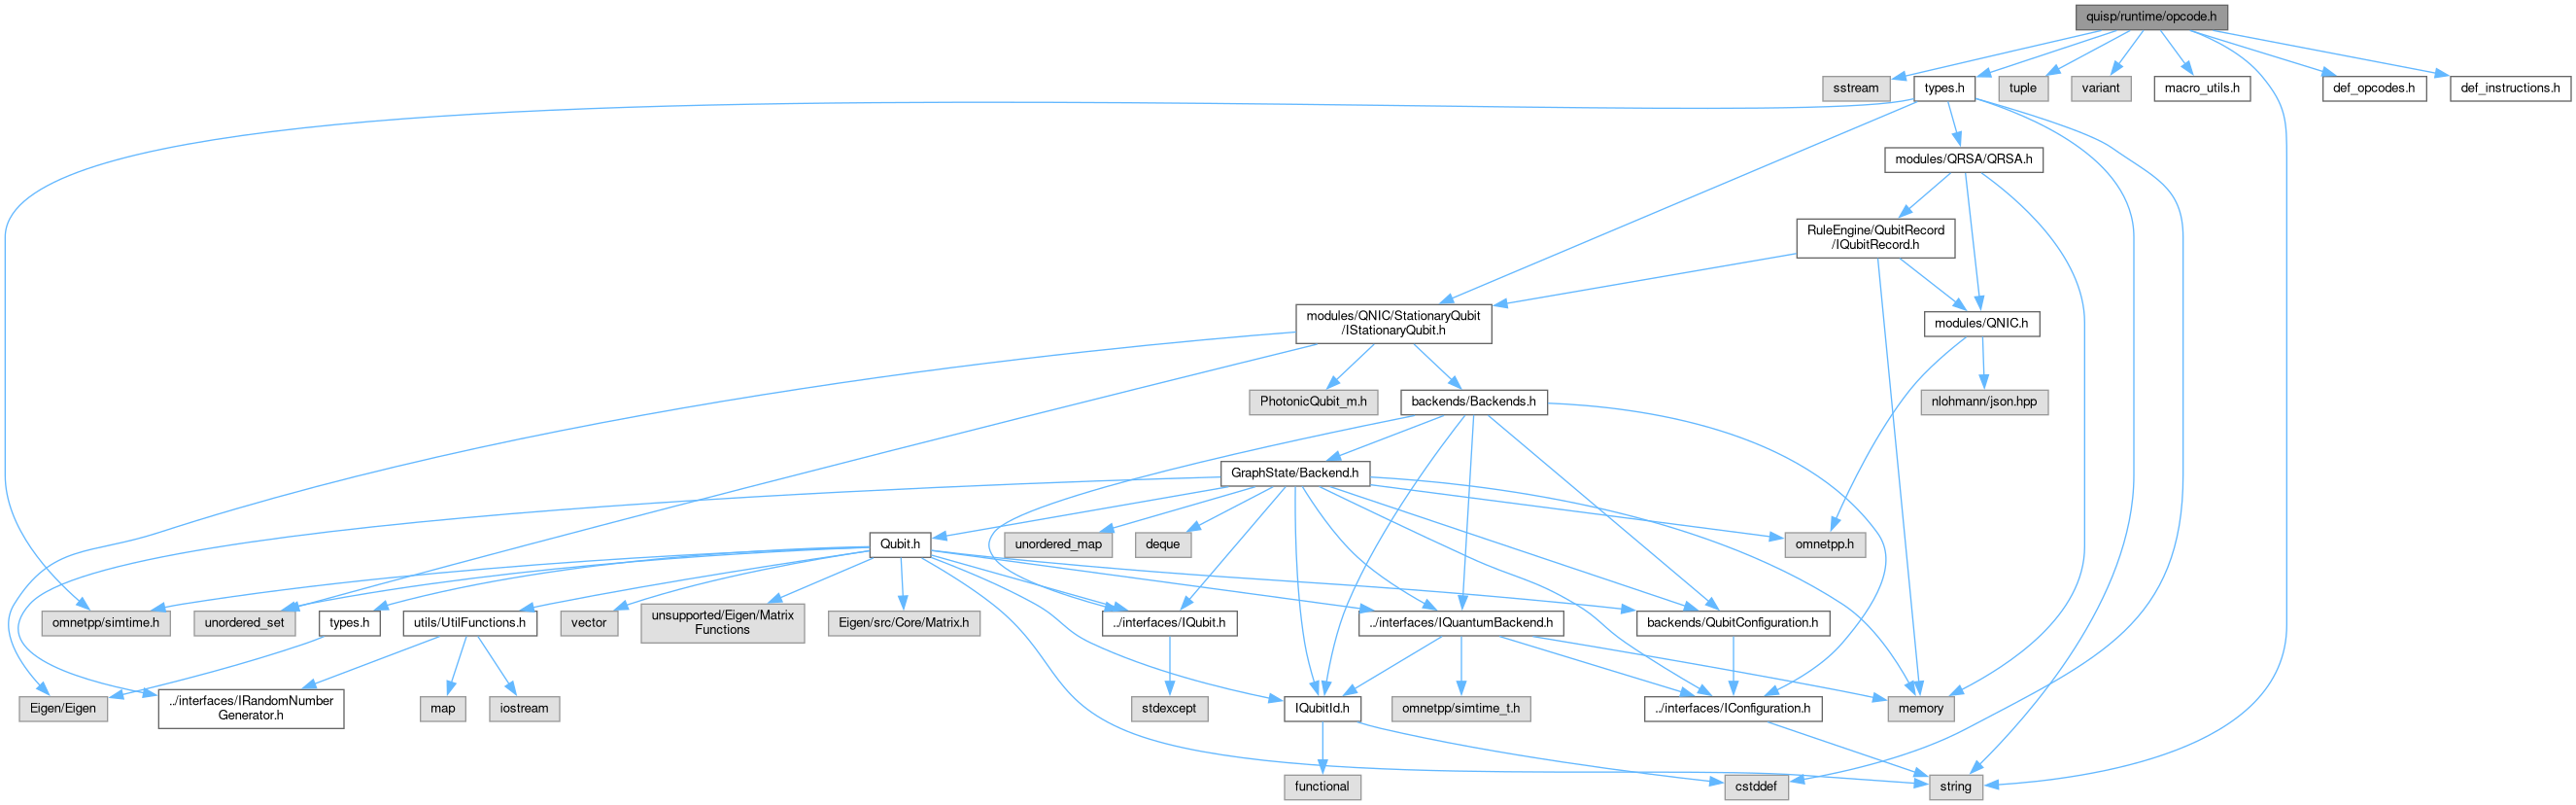 quisp/runtime/opcode.h
sstream
types.h
tuple
variant
macro_utils.h
def_opcodes.h
def_instructions.h
modules/QRSA/QRSA.h
RuleEngine/QubitRecord
/IQubitRecord.h
modules/QNIC/StationaryQubit
/IStationaryQubit.h
modules/QNIC.h
PhotonicQubit_m.h
backends/Backends.h
nlohmann/json.hpp
GraphState/Backend.h
Qubit.h
unordered_map
deque
omnetpp.h
omnetpp/simtime.h
unordered_set
types.h
utils/UtilFunctions.h
vector
unsupported/Eigen/Matrix
Functions
Eigen/src/Core/Matrix.h
../interfaces/IQubit.h
../interfaces/IQuantumBackend.h
backends/QubitConfiguration.h
Eigen/Eigen
../interfaces/IRandomNumber
Generator.h
map
iostream
stdexcept
IQubitId.h
omnetpp/simtime_t.h
../interfaces/IConfiguration.h
memory
functional
cstddef
string